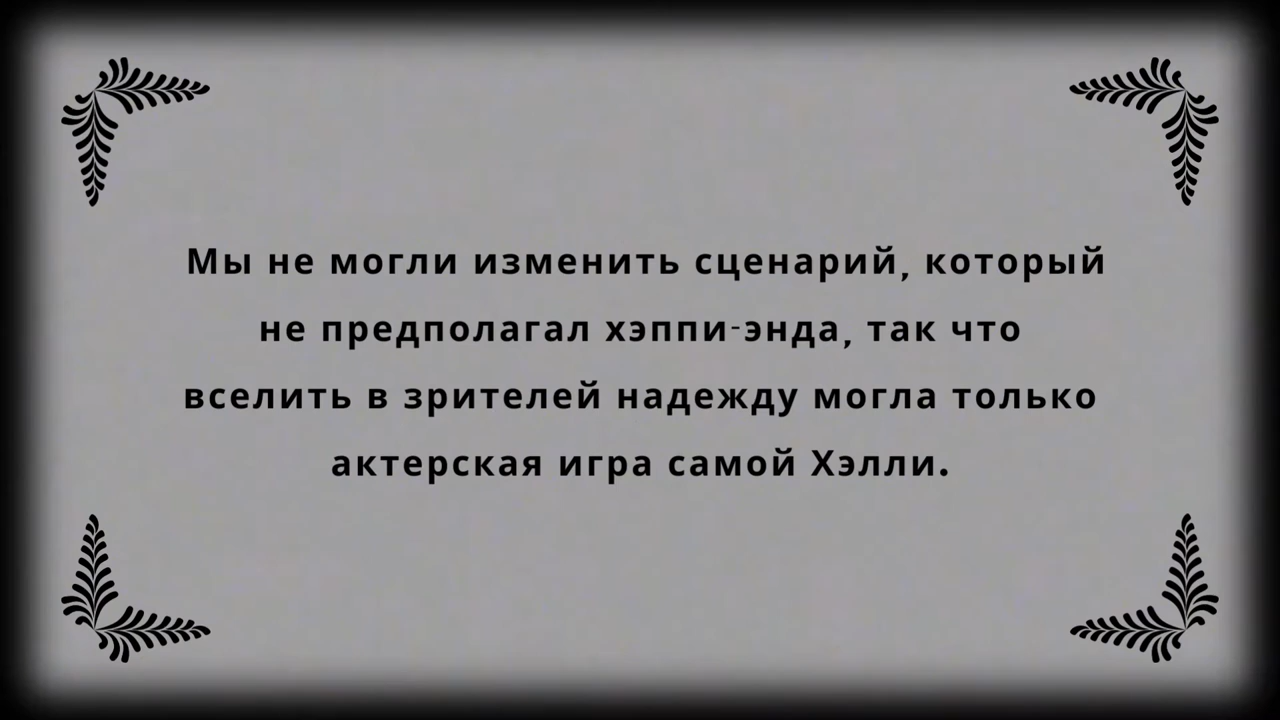 Мы не могли изменить сценарий, который
не предполагал хэппи-энда, так что
вселить в зрителей надежду могла только
актерская игра самой Хэлли.